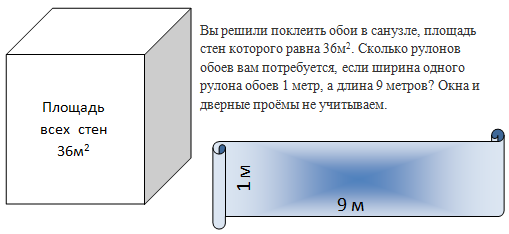 Вы решили поклеить обои в санузле, площадь
стен которого равна 36м². Сколько рулонов
обоев вам потребуется, если ширина одного
рулона обоев 1 метр, а длина 9 метров? Окна и
дверные проёмы не учитываем.
Площадь
всех стен
36м²
1 м
9 м